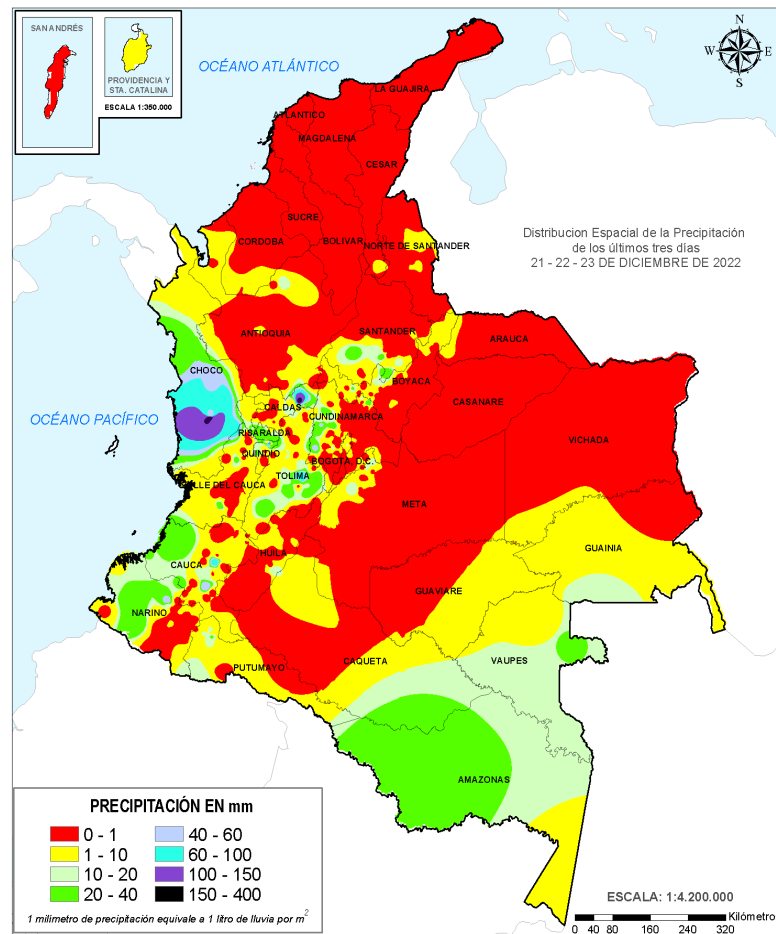 SAN ANDRÉS
PROVIDENCIA Y
STA. CATALINA
ESCALA 1:350.000
N
W
E
S
OCÉANO ATLÁNTICO
LA GUAJIRA
ATLANTICO
MAGDALENA
CESAR
SUCRE
CORDOBA
BOLIVAR
NORTE DE SANTANDER
Distribucion Espacial de la Precipitación
de los últimos tres días
21 - 22 - 23 DE DICIEMBRE DE 2022
ANTIOQUIA
SANTANDER
ARAUCA
CHOCO
BOYACA
CASANARE
OCÉANO PACÍFICO
CALDAS
CUNDINAMARCA
RISARALDA
VICHADA
QUINDIO
BOGOTA, D.C.
TOLIMA
VALLE DEL CAUCA
META
GUAINIA
HUILA
CAUCA
GUAVIARE
NARIÑO
PUTUMAYO
CAQUETA
VAUPES
AMAZONAS
PRECIPITACIÓN EN mm
0 - 1
40 - 60
1 - 10
60 - 100
10 - 20
100 - 150
20 - 40
150 - 400
1 milimetro de precipitación equivale a 1 litro de lluvia por m2
ESCALA: 1:4.200.000
Kilómetro
0 40 80 160 240 320